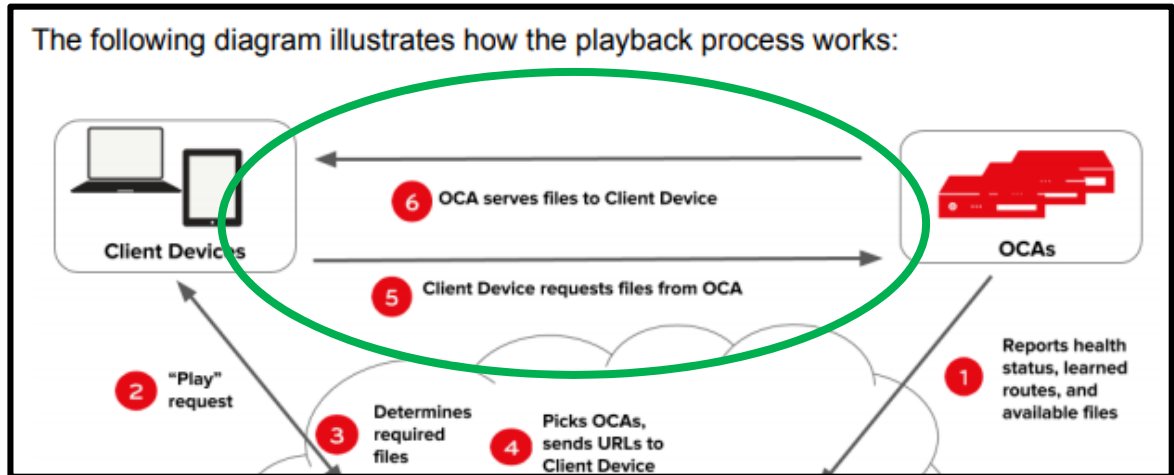 The following diagram illustrates how the playback process works:
6 OCA serves files to Client Device
Client Devices
OCAs
5 Client Device requests files from OCA
2 “Play”
request
3 Determines
required
files
4 Picks OCAs,
sends URLs to
Client Device
1 Reports health
status, learned
routes, and
available files